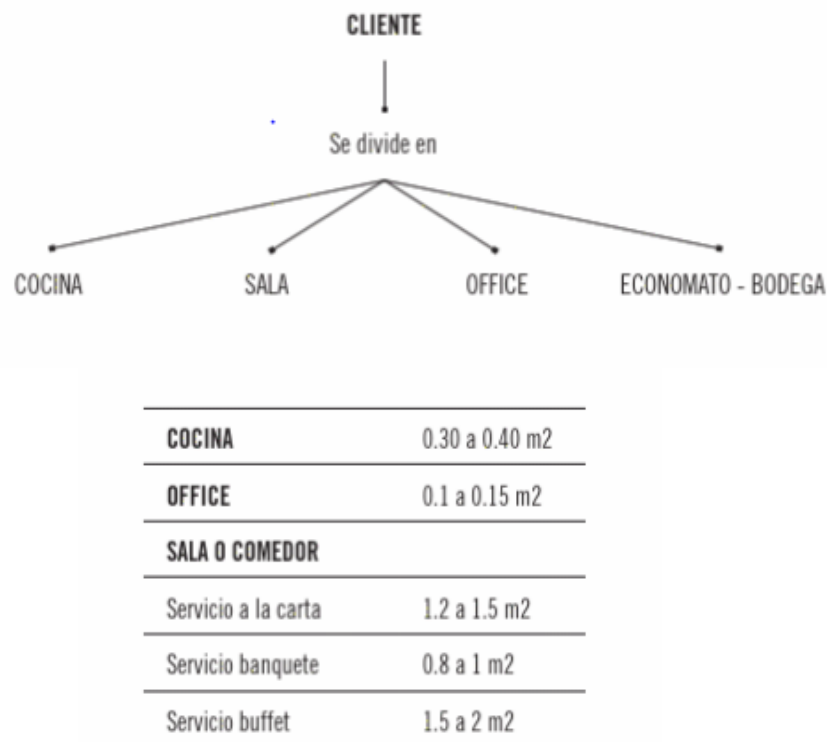 CLIENTE
Se divide en
COCINA SALA OFFICE ECONOMATO - BODEGA
COCINA 0.30 a 0.40 m2
OFFICE 0.1 a 0.15 m2
SALA O COMEDOR
Servicio a la carta 1.2 a 1.5 m2
Servicio banquete 0.8 a 1 m2
Servicio buffet 1.5 a 2 m2